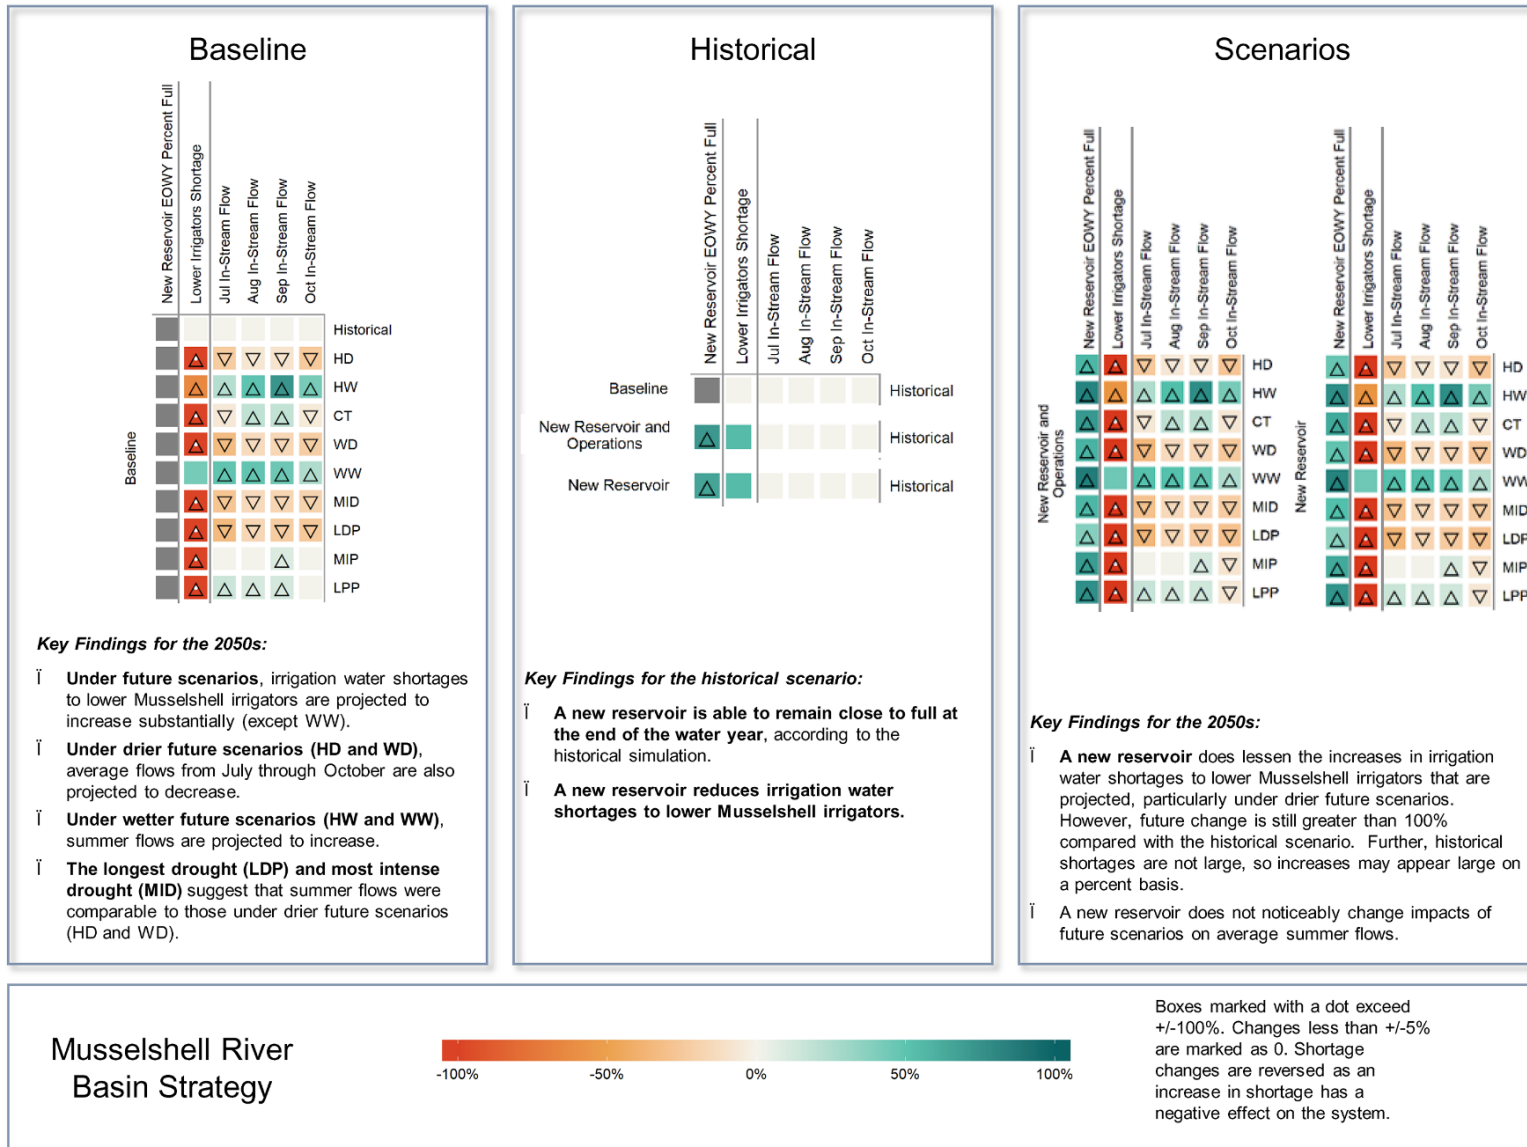 Baseline
New Reservoir EOWY Percent Full
Lower Irrigators Shortage
Jul In-Stream Flow
Aug In-Stream Flow
Sep In-Stream Flow
Oct In-Stream Flow
Baseline
Historical
HD
HW
CT
WD
WW
MID
LDP
MIP
LPP
Key Findings for the 2050s:
Ï Under future scenarios, irrigation water shortages
to lower Musselshell irrigators are projected to
increase substantially (except WW).
Ï Under drier future scenarios (HD and WD),
average flows from July through October are also
projected to decrease.
Ï Under wetter future scenarios (HW and WW),
summer flows are projected to increase.
Ï The longest drought (LDP) and most intense
drought (MID) suggest that summer flows were
comparable to those under drier future scenarios
(HD and WD).
Historical
New Reservoir EOWY Percent Full
Lower Irrigators Shortage
Jul In-Stream Flow
Aug In-Stream Flow
Sep In-Stream Flow
Oct In-Stream Flow
Baseline
Historical
New Reservoir and
Operations
Historical
New Reservoir
Historical
Key Findings for the historical scenario:
Ï A new reservoir is able to remain close to full at
the end of the water year, according to the
historical simulation.
Ï A new reservoir reduces irrigation water
shortages to lower Musselshell irrigators.
Scenarios
New Reservoir EOWY Percent Full
Lower Irrigators Shortage
Jul In-Stream Flow
Aug In-Stream Flow
Sep In-Stream Flow
Oct In-Stream Flow
New Reservoir and
Operations
HD
HW
CT
WD
WW
MID
LDP
MIP
LPP
New Reservoir EOWY Percent Full
Lower Irrigators Shortage
Jul In-Stream Flow
Aug In-Stream Flow
Sep In-Stream Flow
Oct In-Stream Flow
New Reservoir
HD
HW
CT
WD
WW
MID
LDP
MIP
LPP
Key Findings for the 2050s:
Ï A new reservoir does lessen the increases in irrigation
water shortages to lower Musselshell irrigators that are
projected, particularly under drier future scenarios.
However, future change is still greater than 100%
compared with the historical scenario. Further, historical
shortages are not large, so increases may appear large on
a percent basis.
Ï A new reservoir does not noticeably change impacts of
future scenarios on average summer flows.
Musselshell River
Basin Strategy
-100%
-50%
0%
50%
100%
Boxes marked with a dot exceed
+/-100%. Changes less than +/-5%
are marked as 0. Shortage
changes are reversed as an
increase in shortage has a
negative effect on the system.